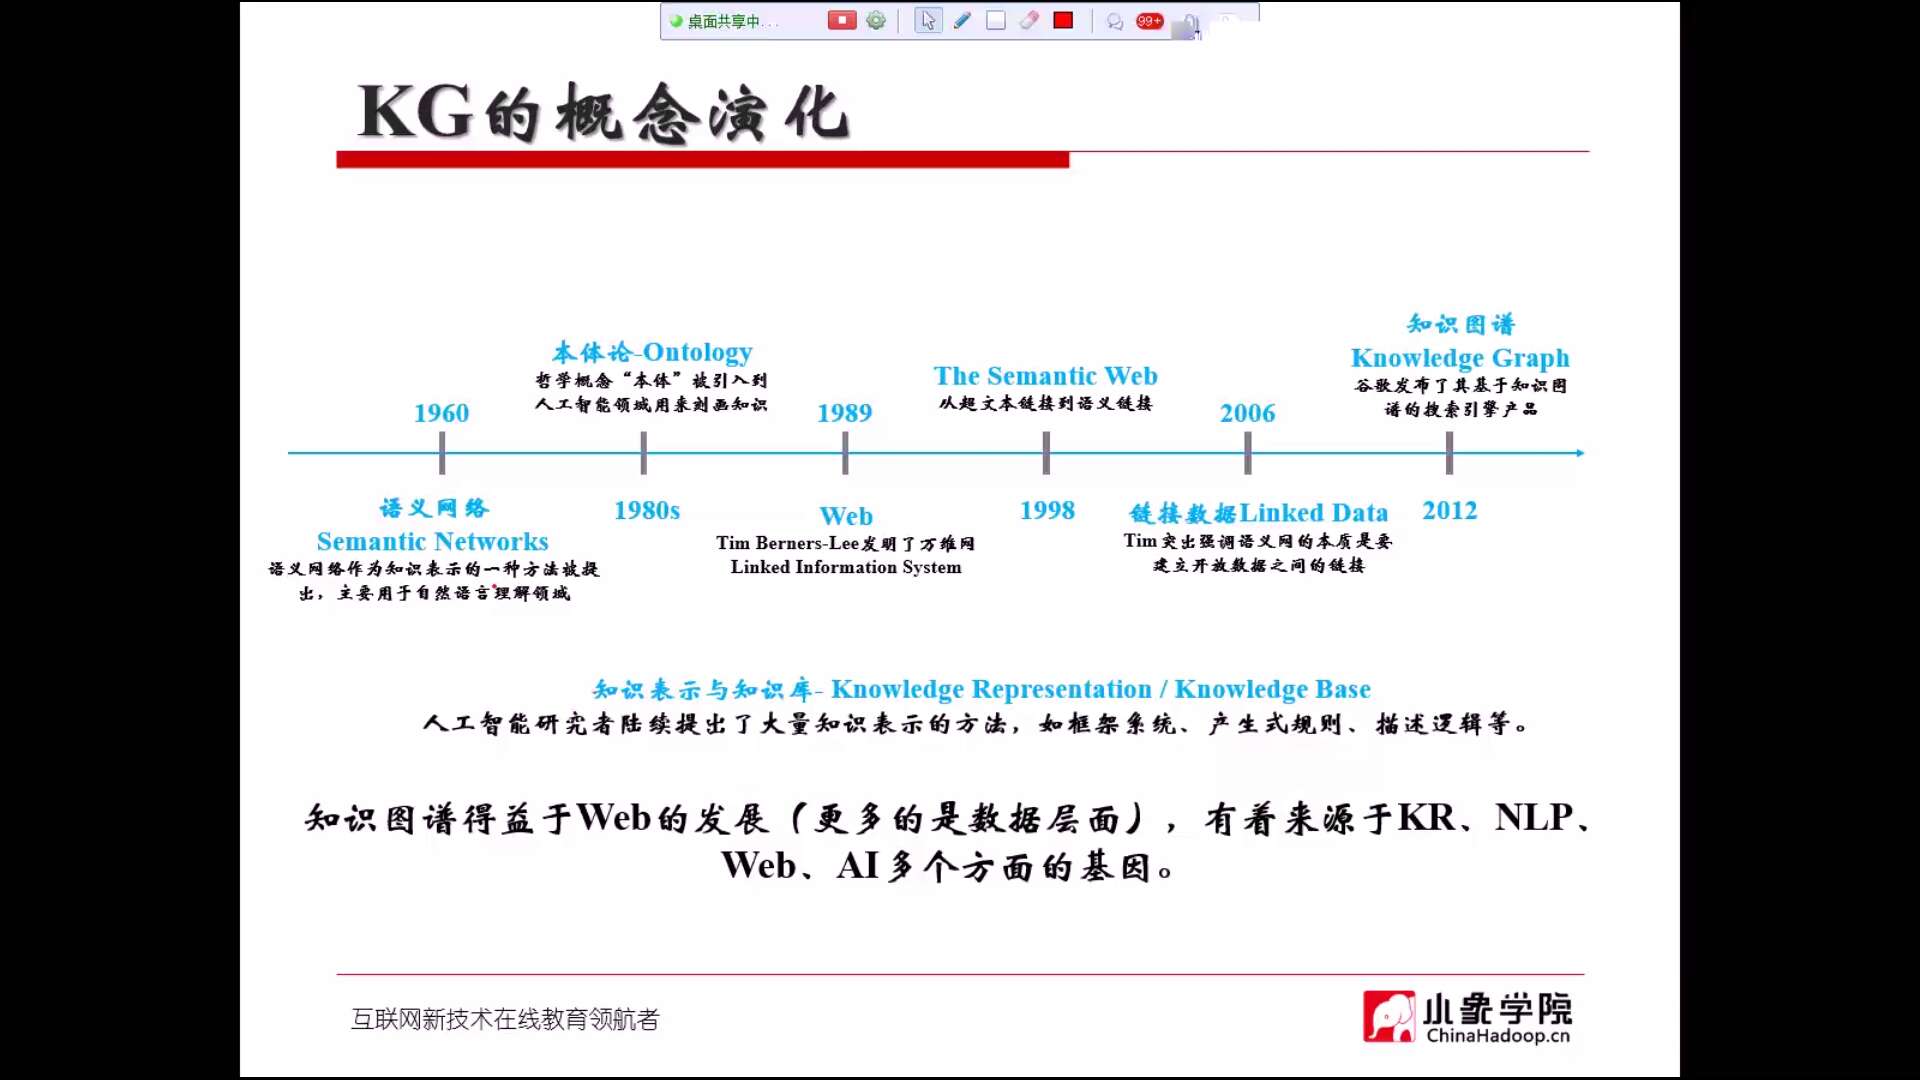 桌面共享中...
99+
KG的概念演化
知识图谱
Knowledge Graph
谷歌发布了其基于知识图
谱的搜索引擎产品
本体论-Ontology
哲学概念“本体”被引入到
人工智能领域用来刻画知识
The Semantic Web
从超文本链接到语义链接
1960
1989
2006
语义网络
Semantic Networks
语义网络作为知识表示的一种方法被提
出，主要用于自然语言理解领域
1980s
Web
Tim Berners-Lee发明了万维网
Linked Information System
1998
链接数据Linked Data
Tim突出强调语义网的本质是要
建立开放数据之间的链接
2012
知识表示与知识库- Knowledge Representation / Knowledge Base
人工智能研究者陆续提出了大量知识表示的方法，如框架系统、产生式规则、描述逻辑等。
知识图谱得益于Web的发展（更多的是数据层面），有着来源于KR、NLP、
Web、AI多个方面的基因。
互联网新技术在线教育领航者
小象学院
ChinaHadoop.cn